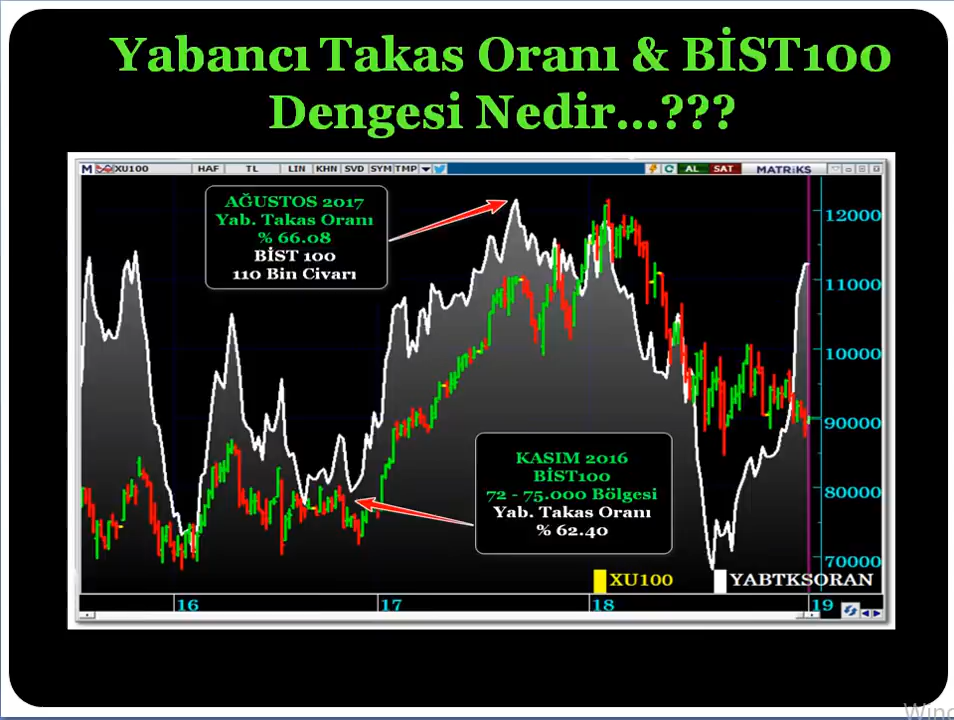 Yabancı Takas Oranı & BİST100
Dengesi Nedir...???
M XU100 HAF TL LIN KHN SVD SYM TMP AL SAT MATRİKS
AĞUSTOS 2017
Yab. Takas Oranı
% 66.08
BİST 100
110 Bin Civarı
12000
11000
10000
90000
80000
70000
KASIM 2016
BİST100
72 - 75.000 Bölgesi
Yab. Takas Oranı
% 62.40
XU100 YABTKSORAN
16 17 18 19